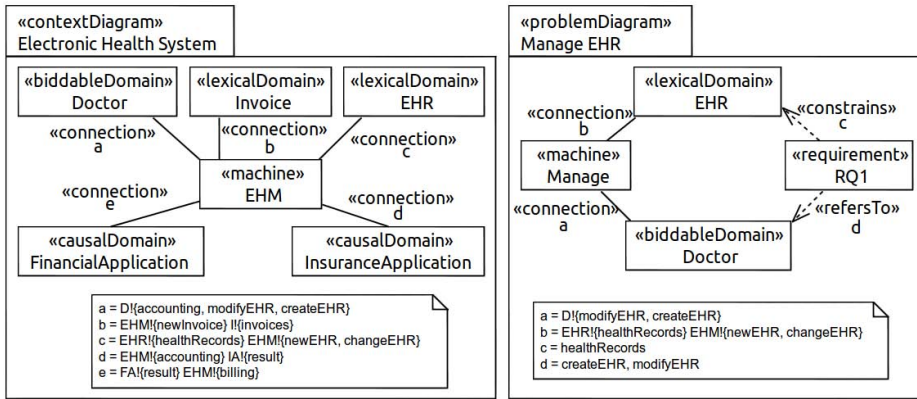 «contextDiagram»
Electronic Health System
«biddableDomain»
Doctor
«lexicalDomain»
Invoice
«lexicalDomain»
EHR
«connection»
a
«connection»
b
«connection»
c
«machine»
EHM
«connection»
e
«connection»
d
«causalDomain»
FinancialApplication
«causalDomain»
InsuranceApplication
a = D!{accounting, modifyEHR, createEHR}
b = EHM!{newInvoice} I!{invoices}
c = EHR!{healthRecords} EHM!{newEHR, changeEHR}
d = EHM!{accounting} IA!{result}
e = FA!{result} EHM!{billing}
«problemDiagram»
Manage EHR
«lexicalDomain»
EHR
«connection»
b
«constrains»
c
«machine»
Manage
«requirement»
RQ1
«connection»
a
«refersTo»
d
«biddableDomain»
Doctor
a = D!{modifyEHR, createEHR}
b = EHR!{healthRecords} EHM!{newEHR, changeEHR}
c = healthRecords
d = createEHR, modifyEHR